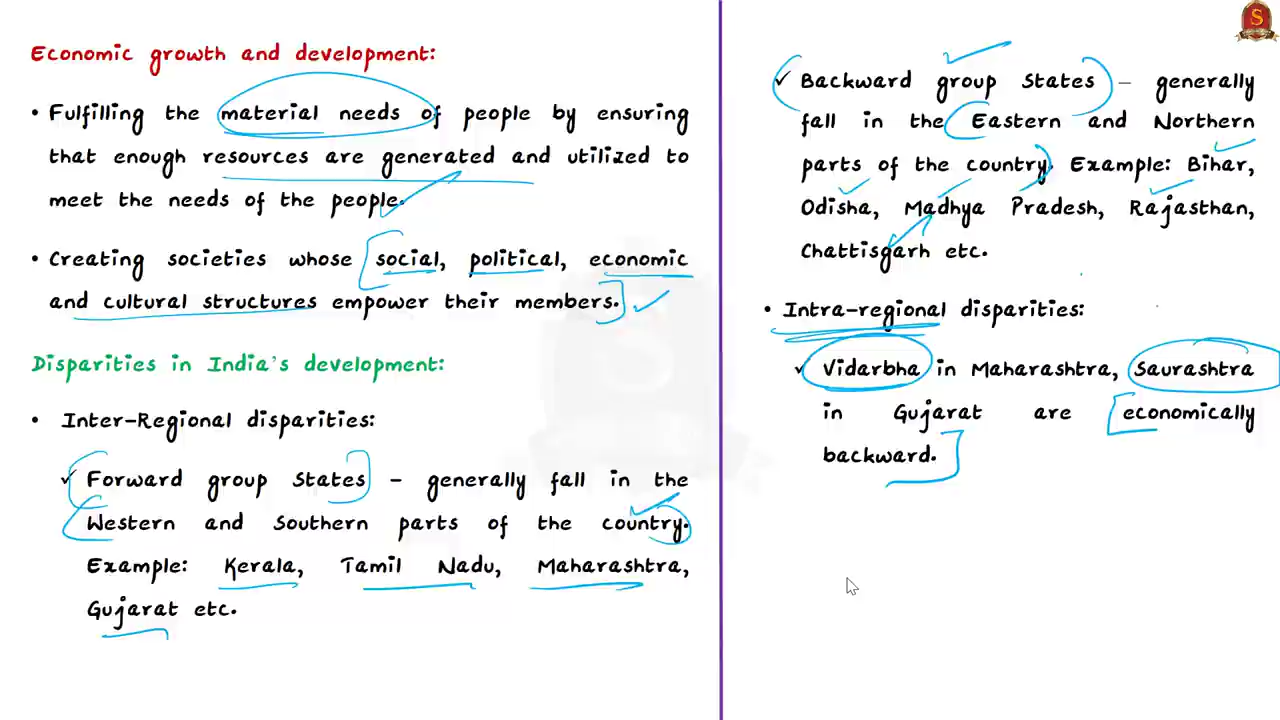 Economic growth and development:
• Fulfilling the material needs of people by ensuring
that enough resources are generated and utilized to
meet the needs of the people.
• Creating societies whose social, political, economic
and cultural structures empower their members.
Disparities in India's development:
• Inter-Regional disparities:
✓ Forward group States – generally fall in the
Western and Southern parts of the country.
Example: Kerala, Tamil Nadu, Maharashtra,
Gujarat etc.
✓ Backward group States – generally
fall in the Eastern and Northern
parts of the country. Example: Bihar,
Odisha, Madhya Pradesh, Rajasthan,
Chattisgarh etc.
• Intra-regional disparities:
✓ Vidarbha in Maharashtra, Saurashtra
in Gujarat are economically
backward.
S